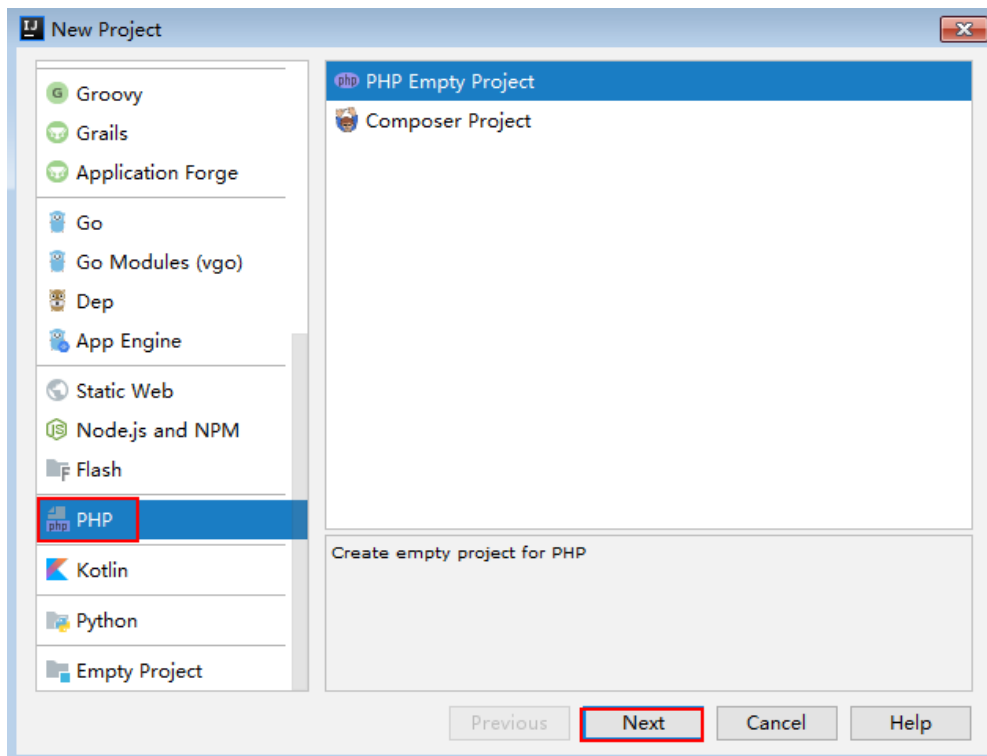 New Project
Groovy
Grails
Application Forge
Go
Go Modules (vgo)
Dep
App Engine
Static Web
Node.js and NPM
Flash
PHP
Kotlin
Python
Empty Project
php PHP Empty Project
Composer Project
Create empty project for PHP
Previous Next Cancel Help